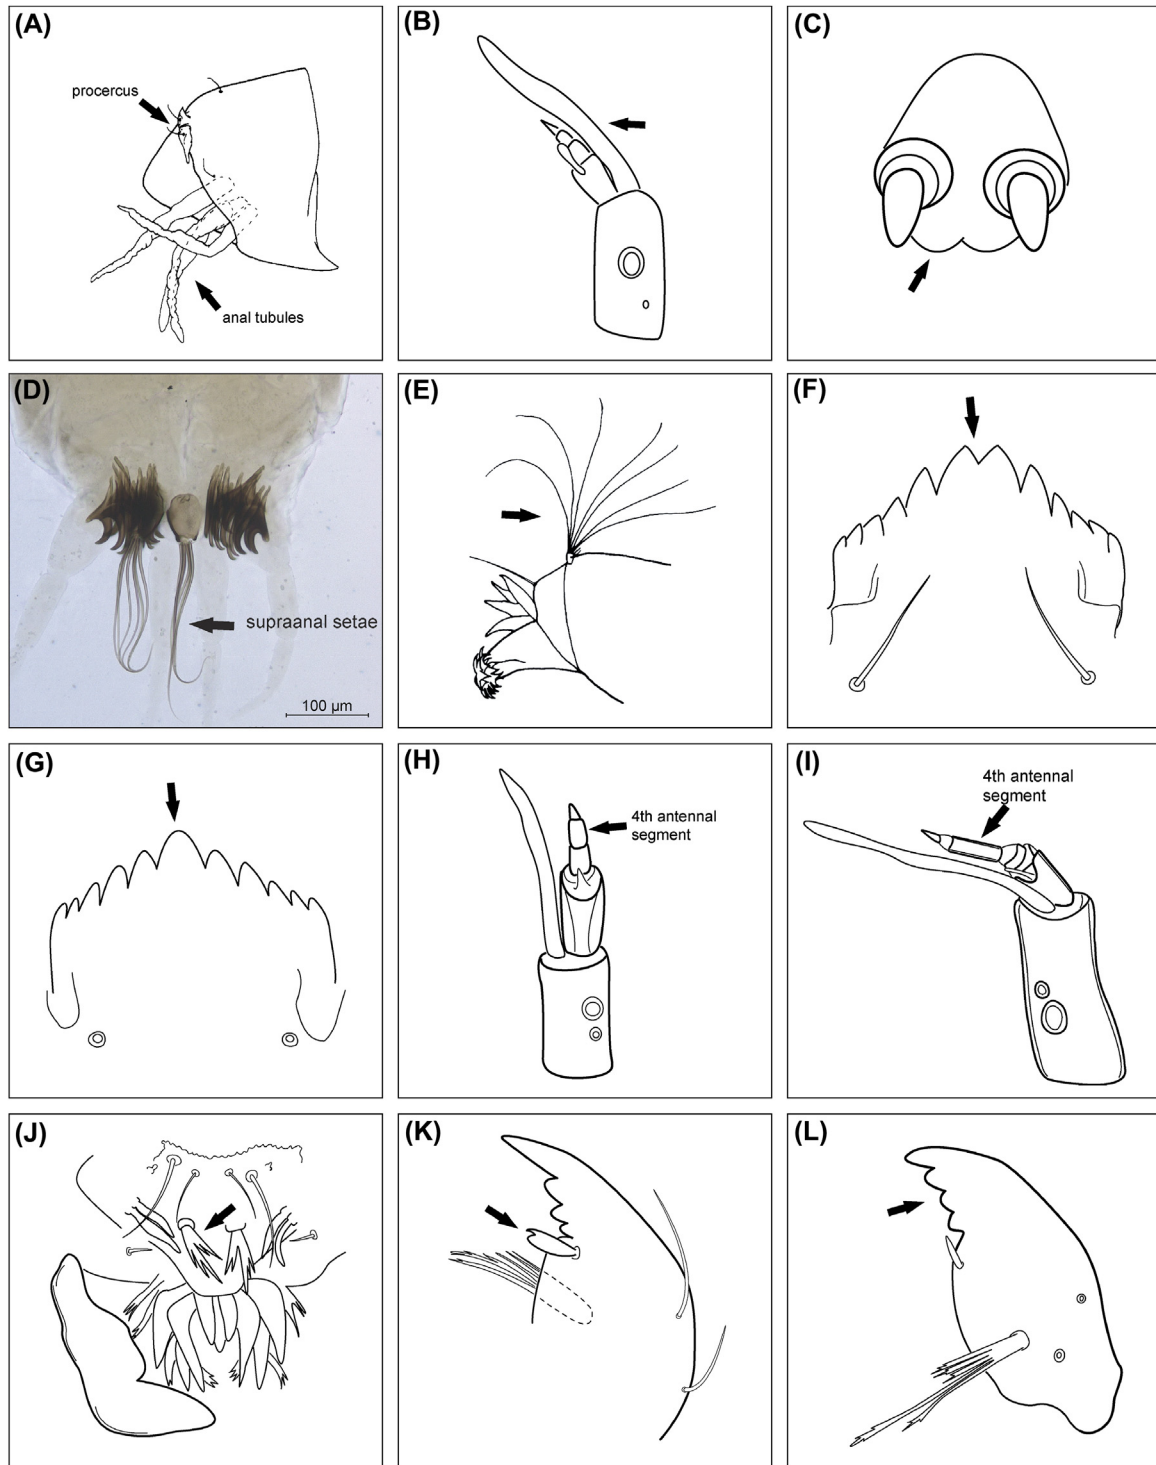 (A)
procercus
anal tubules
(B)
(C)
(D)
supraanal setae
100 µm
(E)
(F)
(G)
(H)
4th antennal
segment
(I)
4th antennal
segment
(J)
(K)
(L)